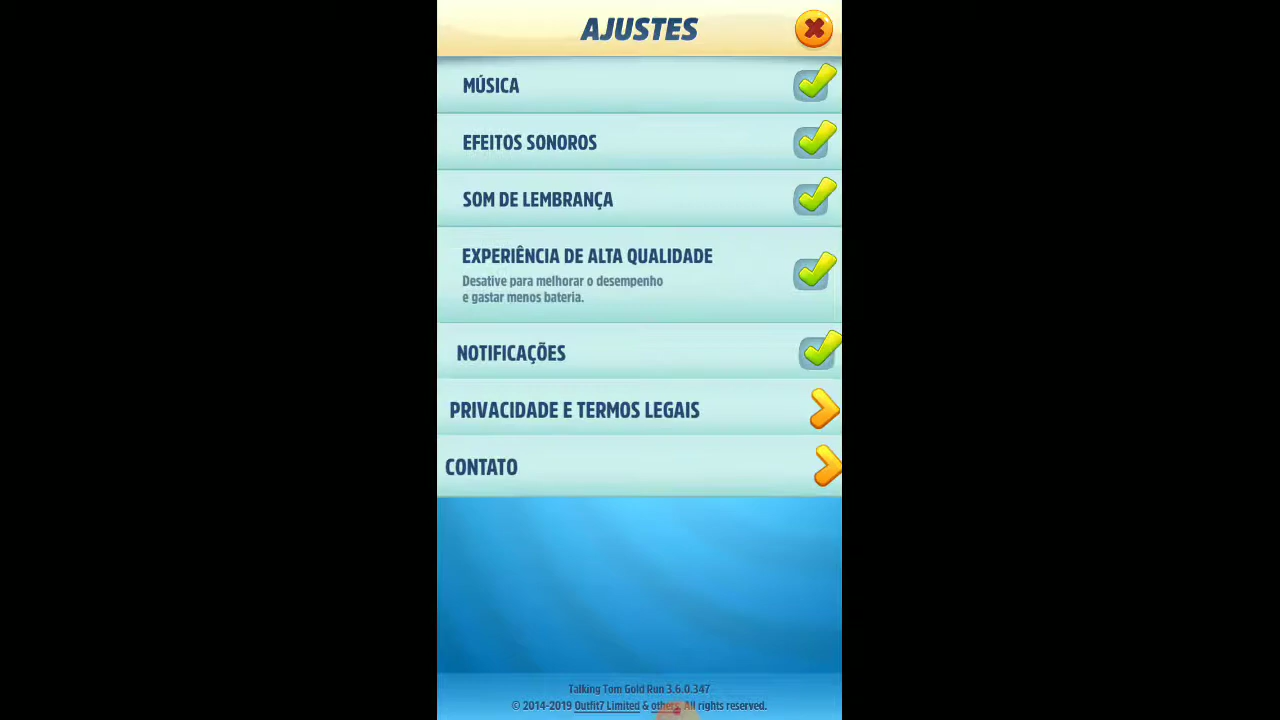 AJUSTES
MÚSICA
EFEITOS SONOROS
SOM DE LEMBRANÇA
EXPERIÊNCIA DE ALTA QUALIDADE
Desative para melhorar o desempenho
e gastar menos bateria.
NOTIFICAÇÕES
PRIVACIDADE E TERMOS LEGAIS
CONTATO
Talking Tom Gold Run 3.6.0.347
© 2014-2019 Outfit7 Limited & others. All rights reserved.